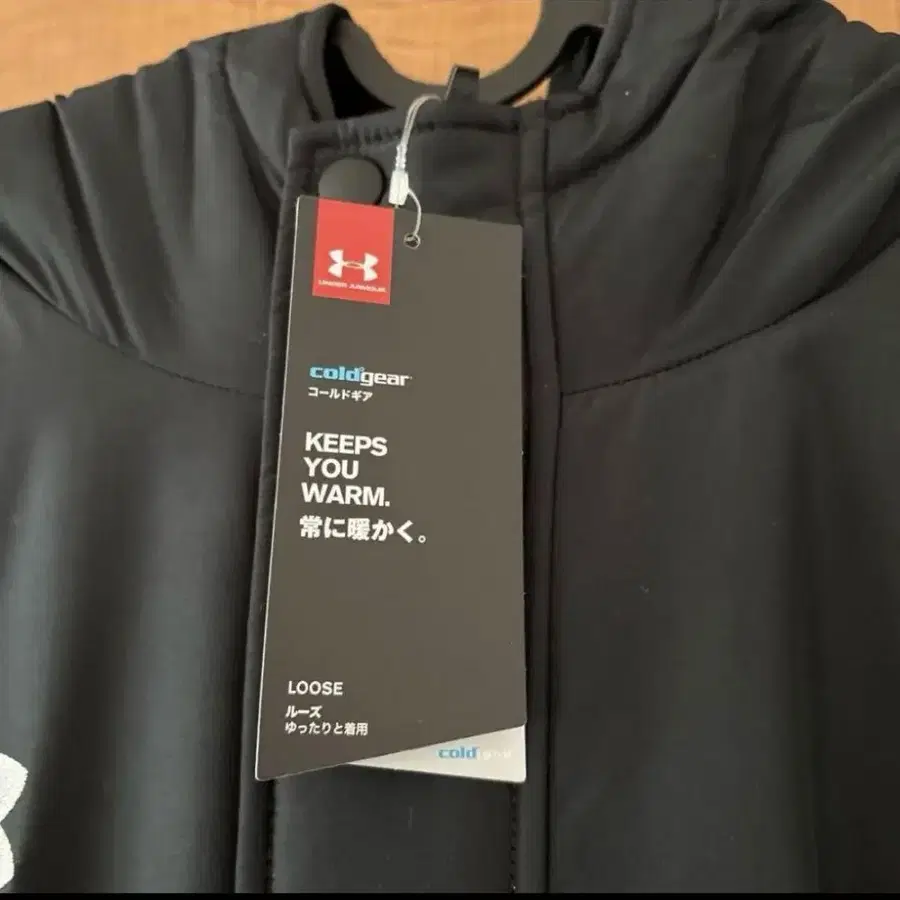 UNDER ARMOUR
coldgear
コールドギア
KEEPS
YOU
WARM.
常に暖かく。
LOOSE
ルーズ
ゆったりと着用
coldgear